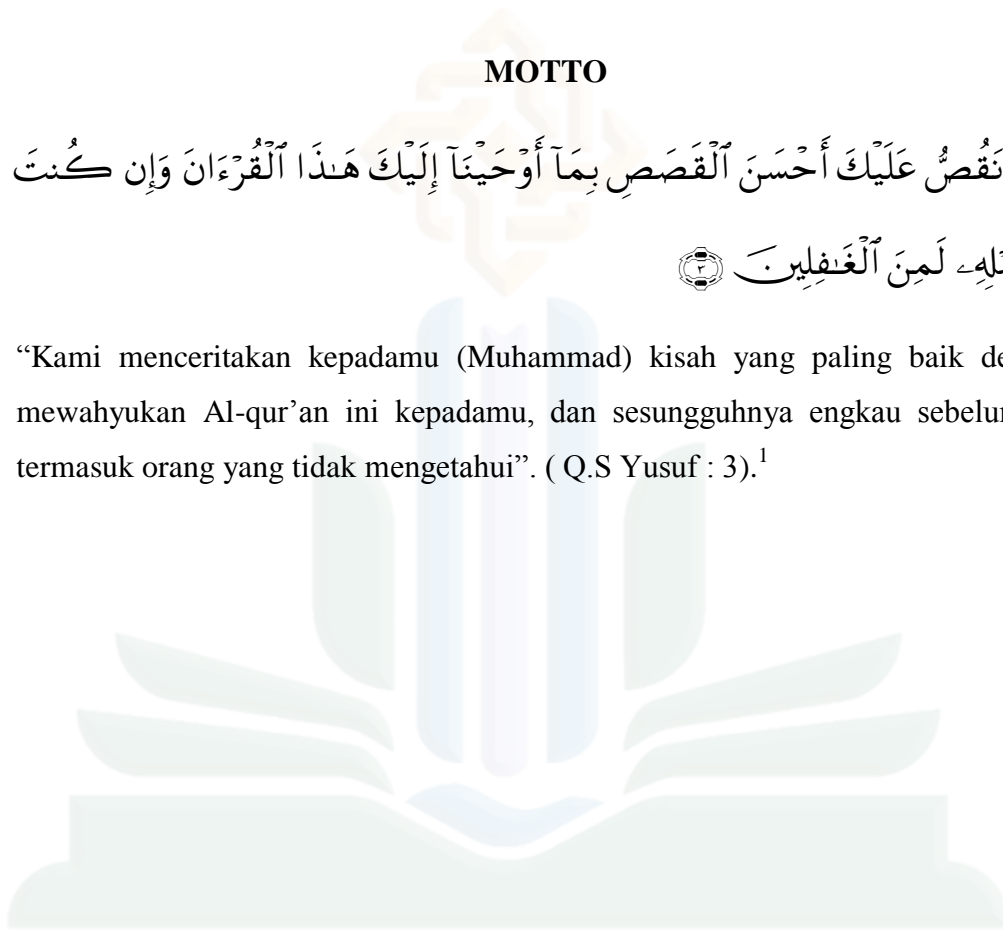 MOTTO
نَقُصُّ عَلَيْكَ أَحْسَنَ ٱلْقَصَصِ بِمَآ أَوْحَيْنَآ إِلَيْكَ هَـٰذَا ٱلْقُرْءَانَ وَإِن كُنتَ
لَمِنَ ٱلْغَـٰفِلِينَ ٣
“Kami menceritakan kepadamu (Muhammad) kisah yang paling baik
mewahyukan Al-qur’an ini kepadamu, dan sesungguhnya engkau
termasuk orang yang tidak mengetahui”. ( Q.S Yusuf : 3).1